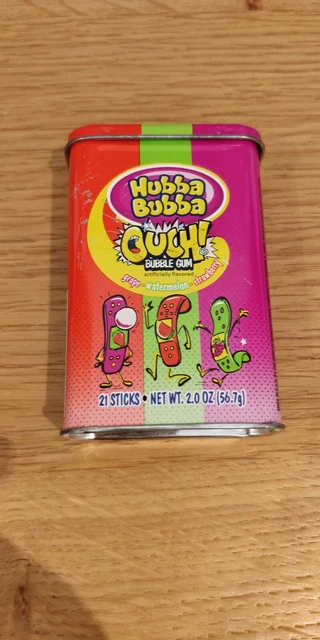 Hubba
Bubba
OUCH!
BUBBLE GUM
artificially flavored
grape - watermelon - strawberry
21 STICKS • NET WT. 2.0 OZ (56.7g)